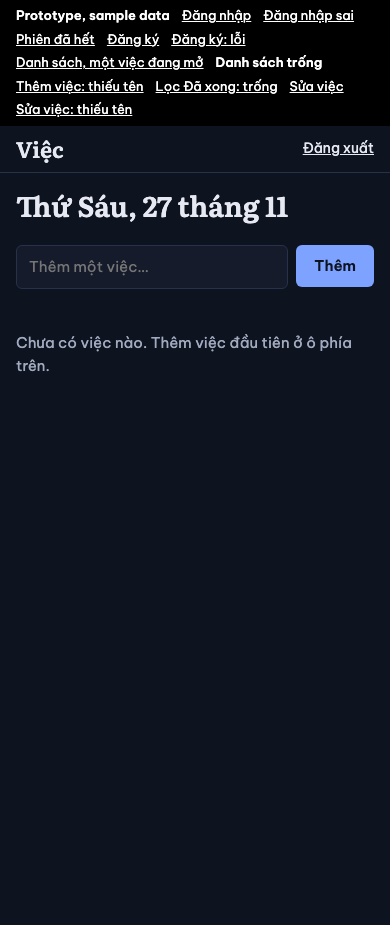 Prototype, sample data Đăng nhập Đăng nhập sai
Phiên đã hết Đăng ký Đăng ký: lỗi
Danh sách, một việc đang mở Danh sách trống
Thêm việc: thiếu tên Lọc Đã xong: trống Sửa việc
Sửa việc: thiếu tên
Việc Đăng xuất
Thứ Sáu, 27 tháng 11
Thêm một việc... Thêm
Chưa có việc nào. Thêm việc đầu tiên ở ô phía
trên.